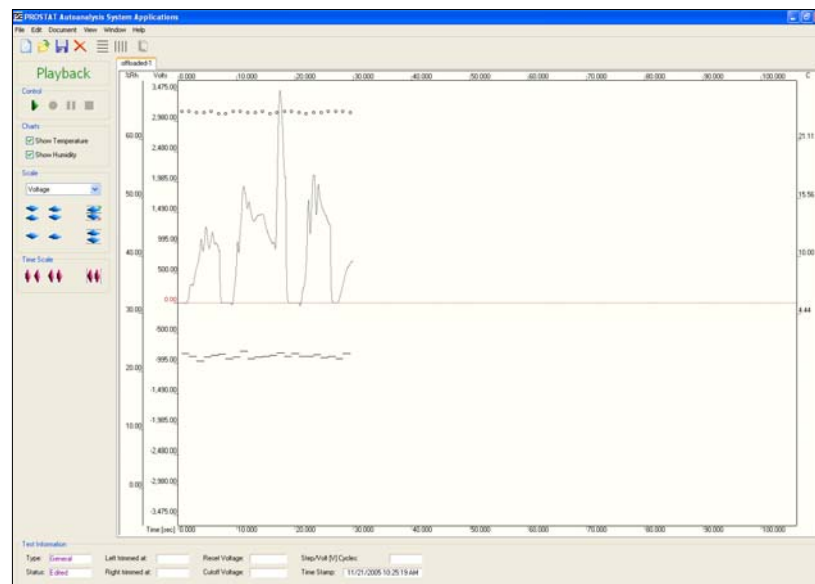 PROSTAT Autoanalysis System Applications
File Edit Document View Window Help
Playback
offloaded-1
Control
Charts
Show Temperature
Show Humidity
Scale
Voltage
Time Scale
%Rh Volts 0.000 10.000 20.000 30.000 40.000 50.000 60.000 70.000 80.000 90.000 100.000 C
3,475.00
2,980.00
60.00 21.11
2,480.00
1,985.00
50.00 15.56
1,490.00
995.00
40.00 10.00
500.00
0.00
30.00 4.44
-500.00
-995.00
20.00
-1,490.00
10.00
-1,985.00
-2,480.00
0.00
-2,980.00
-3,475.00
Time [sec] 0.000 10.000 20.000 30.000 40.000 50.000 60.000 70.000 80.000 90.000 100.000
Test Information
Type: General Left trimmed at: Reset Voltage: Step/Volt [V] Cycles:
Status: Edited Right trimmed at: Cutoff Voltage: Time Stamp: 11/21/2005 10:25:19 AM